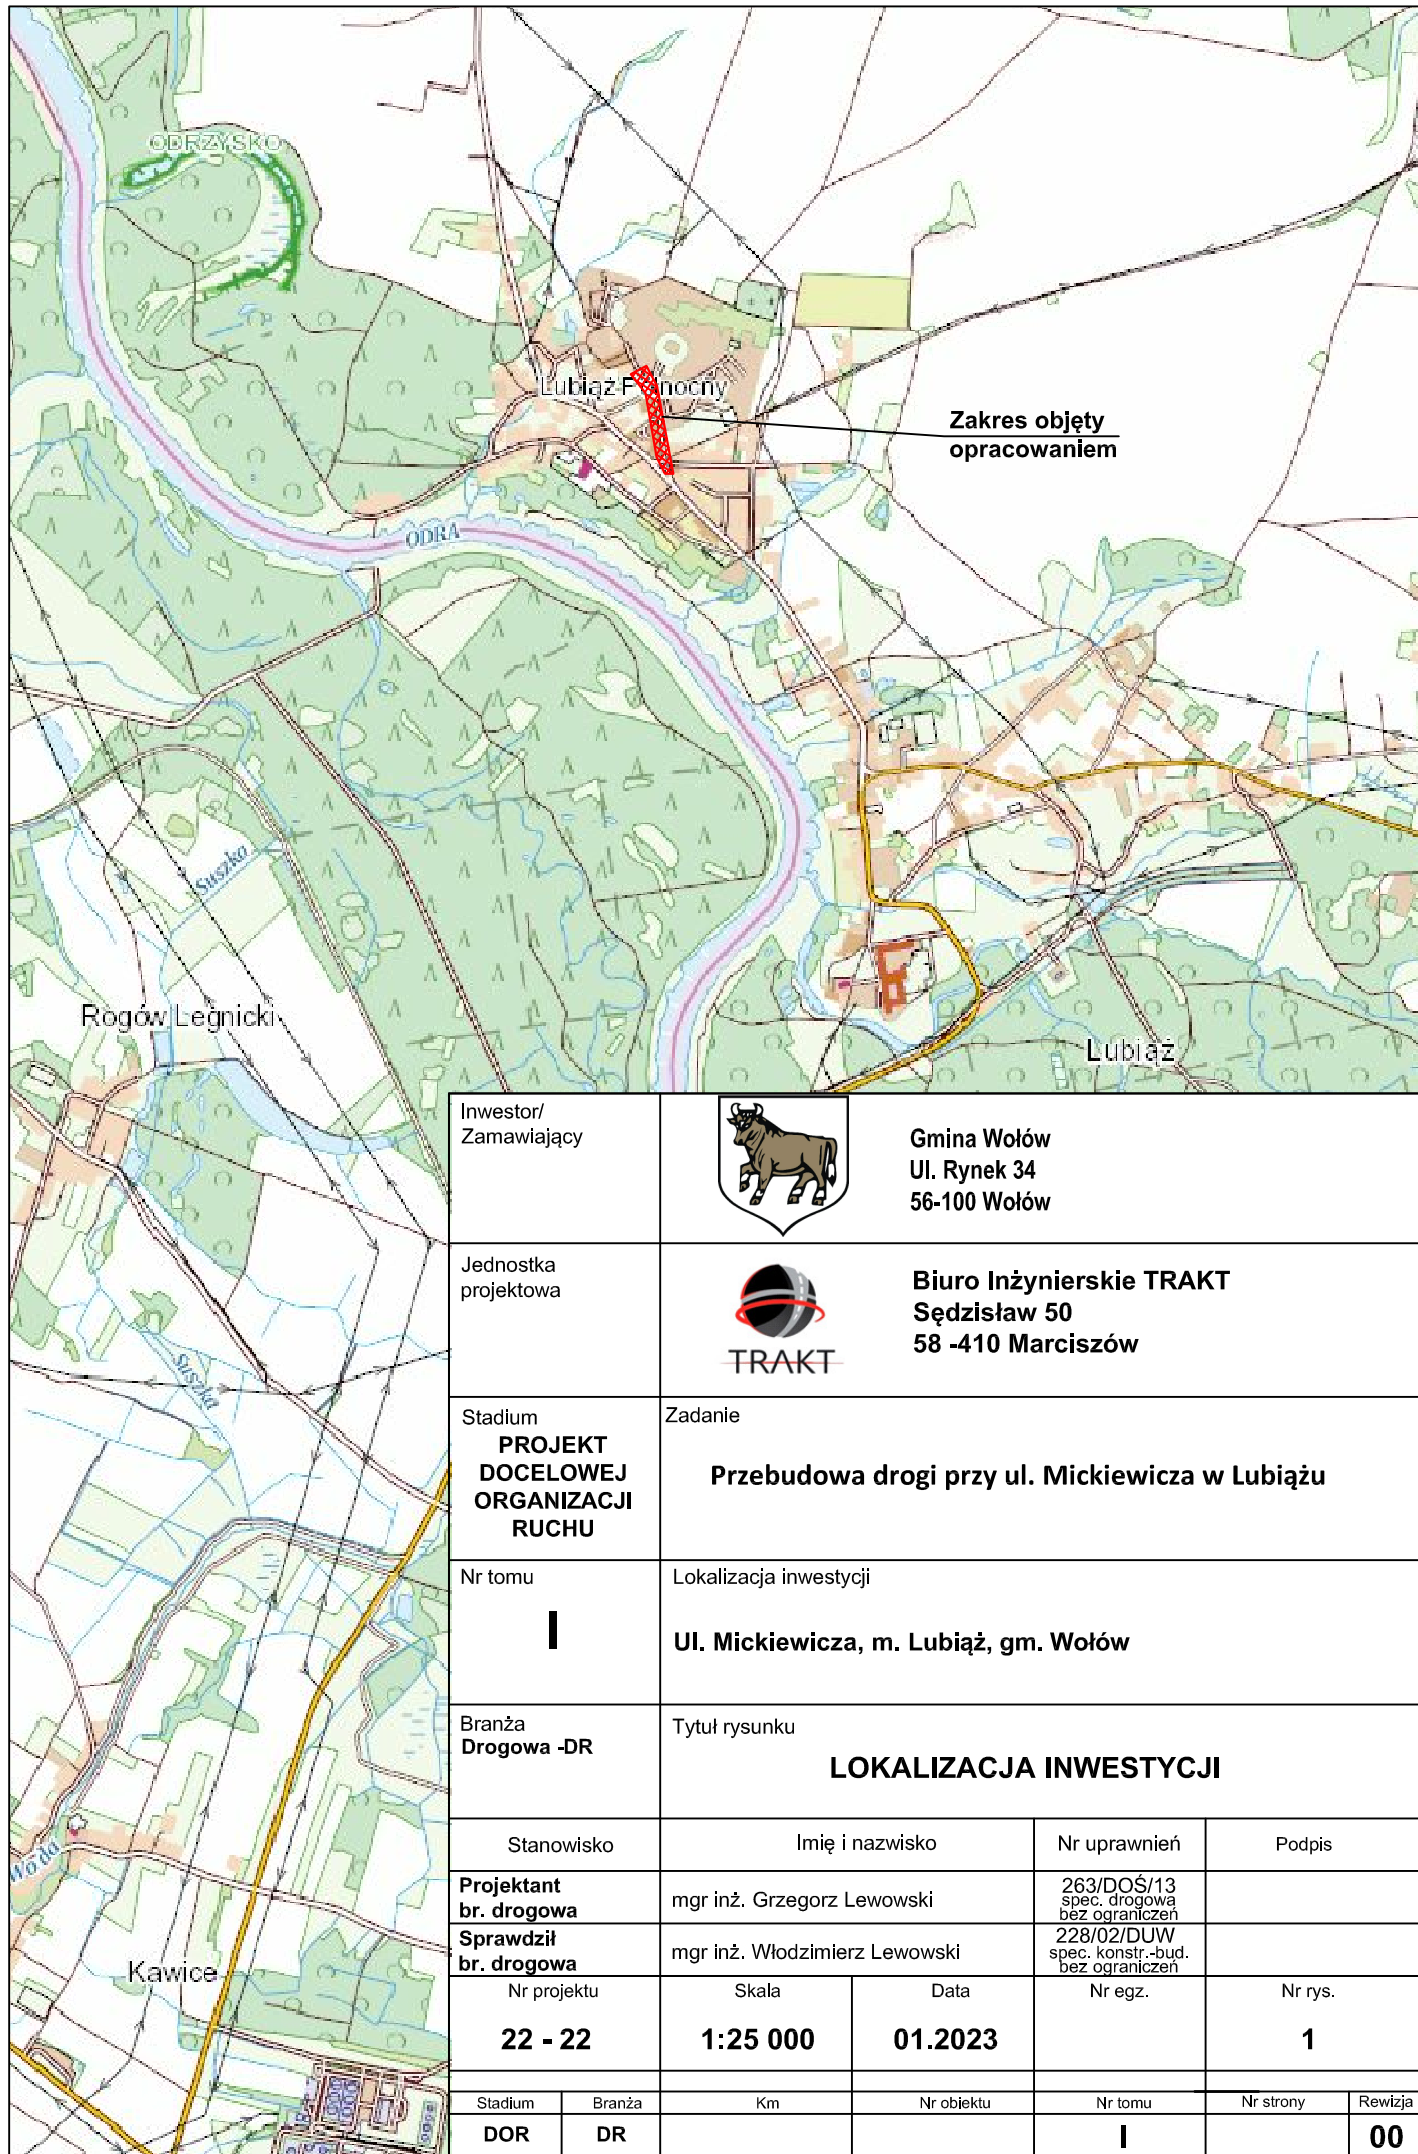 ODRZYSKO
Lubiąż P nocny
Zakres objęty
opracowaniem
ODRA
Suszko
Rogów Legnicki
Lubiąż
Suszka
Woda
Kawice
Inwestor/
Zamawiający
Gmina Wołów
Ul. Rynek 34
56-100 Wołów
Jednostka
projektowa
TRAKT
Biuro Inżynierskie TRAKT
Sędzisław 50
58 -410 Marciszów
Stadium
PROJEKT
DOCELOWEJ
ORGANIZACJI
RUCHU
Zadanie
Przebudowa drogi przy ul. Mickiewicza w Lubiążu
Nr tomu
I
Lokalizacja inwestycji
Ul. Mickiewicza, m. Lubiąż, gm. Wołów
Branża
Drogowa -DR
Tytuł rysunku
LOKALIZACJA INWESTYCJI
Stanowisko Imię i nazwisko Nr uprawnień Podpis
Projektant
br. drogowa
mgr inż. Grzegorz Lewowski
263/DOŚ/13
spec. drogowa
bez ograniczeń
Sprawdził
br. drogowa
mgr inż. Włodzimierz Lewowski
228/02/DUW
spec. konstr.-bud.
bez ograniczeń
Nr projektu Skala Data Nr egz. Nr rys.
22 - 22 1:25 000 01.2023 1
Stadium Branża Km Nr obiektu Nr tomu Nr strony Rewizja
DOR DR I 00